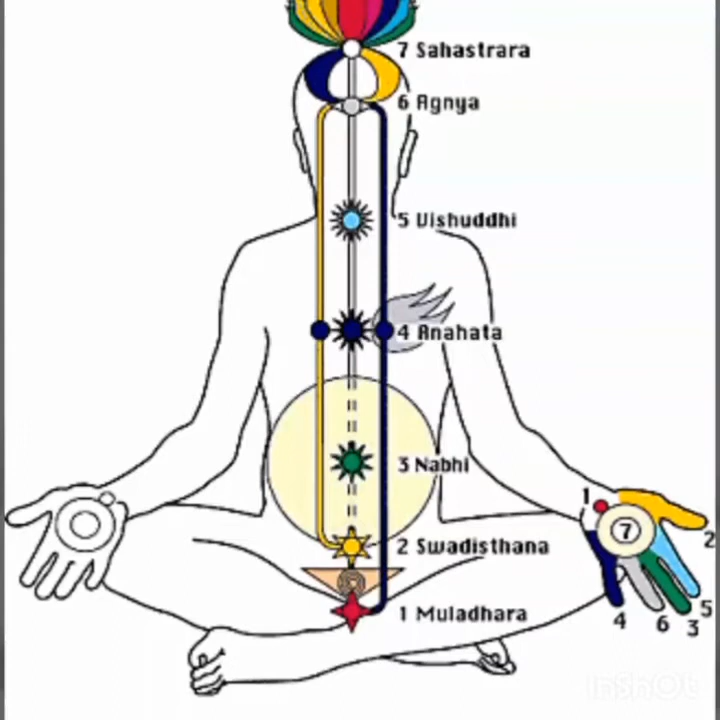 7 Sahastrara
6 Agnya
5 Vishuddhi
4 Anahata
3 Nabhi
2 Swadisthana
1 Muladhara
1
7
2
5
4
6
3
InShOt